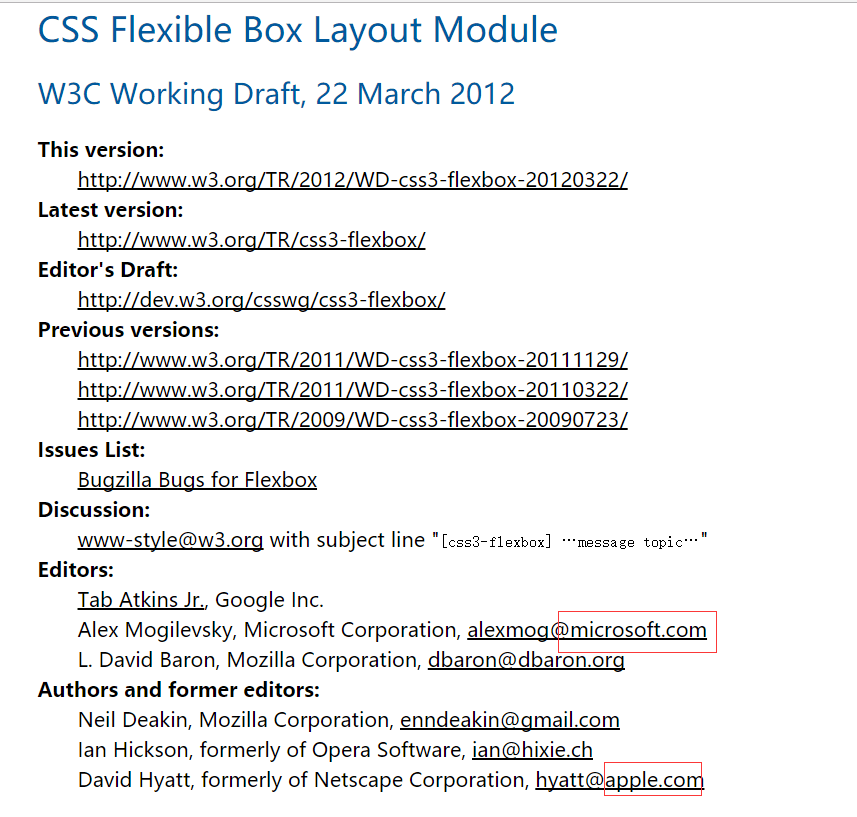 CSS Flexible Box Layout Module
W3C Working Draft, 22 March 2012
This version:
http://www.w3.org/TR/2012/WD-css3-flexbox-20120322/
Latest version:
http://www.w3.org/TR/css3-flexbox/
Editor's Draft:
http://dev.w3.org/csswg/css3-flexbox/
Previous versions:
http://www.w3.org/TR/2011/WD-css3-flexbox-20111129/
http://www.w3.org/TR/2011/WD-css3-flexbox-20110322/
http://www.w3.org/TR/2009/WD-css3-flexbox-20090723/
Issues List:
Bugzilla Bugs for Flexbox
Discussion:
www-style@w3.org with subject line "[css3-flexbox] …message topic…"
Editors:
Tab Atkins Jr., Google Inc.
Alex Mogilevsky, Microsoft Corporation, alexmog@microsoft.com
L. David Baron, Mozilla Corporation, dbaron@dbaron.org
Authors and former editors:
Neil Deakin, Mozilla Corporation, enndeakin@gmail.com
Ian Hickson, formerly of Opera Software, ian@hixie.ch
David Hyatt, formerly of Netscape Corporation, hyatt@apple.com